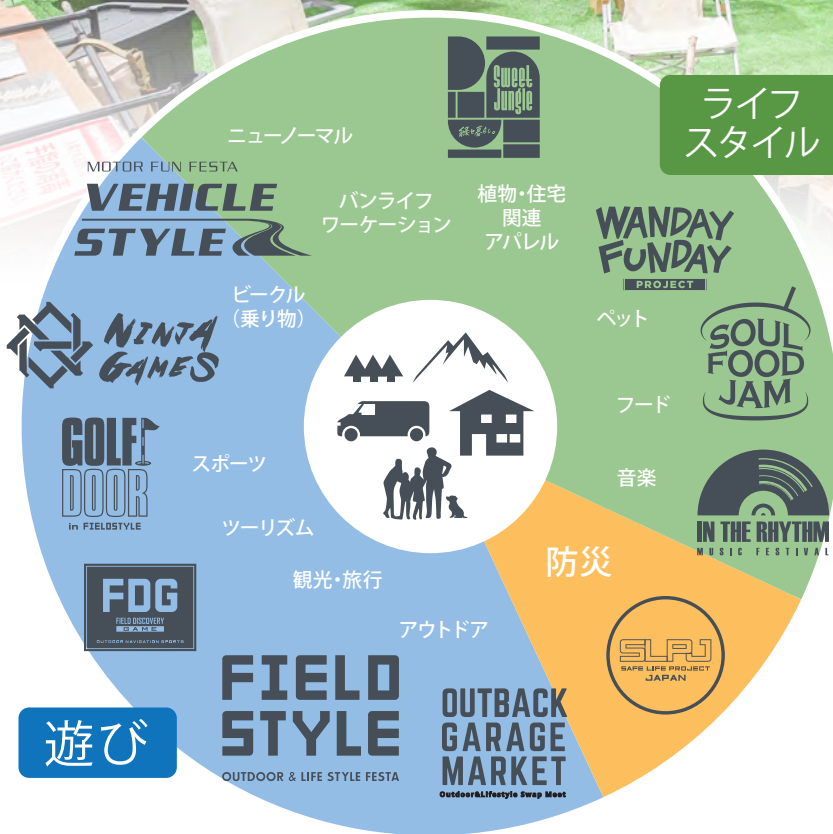 ライフ
スタイル
Sweet
Jungle
ニューノーマル
バンライフ
ワーケーション
植物・住宅
関連
アパレル
WANDAY
FUNDAY
PROJECT
ペット
SOUL
FOOD
JAM
フード
音楽
IN THE RHYTHM
MUSIC FESTIVAL
MOTOR FUN FESTA
VEHICLE
STYLE
ビークル
（乗り物）
NINJA
GAMES
GOLF
DOOR
in FIELDSTYLE
スポーツ
ツーリズム
観光・旅行
アウトドア
FDG
FIELD DISCOVERY
GAME
OUTDOOR NAVIGATION SPORTS
FIELD
STYLE
OUTDOOR & LIFE STYLE FESTA
OUTBACK
GARAGE
MARKET
Outdoor&Lifestyle Swap Meet
遊び
防災
SLPJ
SAFE LIFE PROJECT
JAPAN